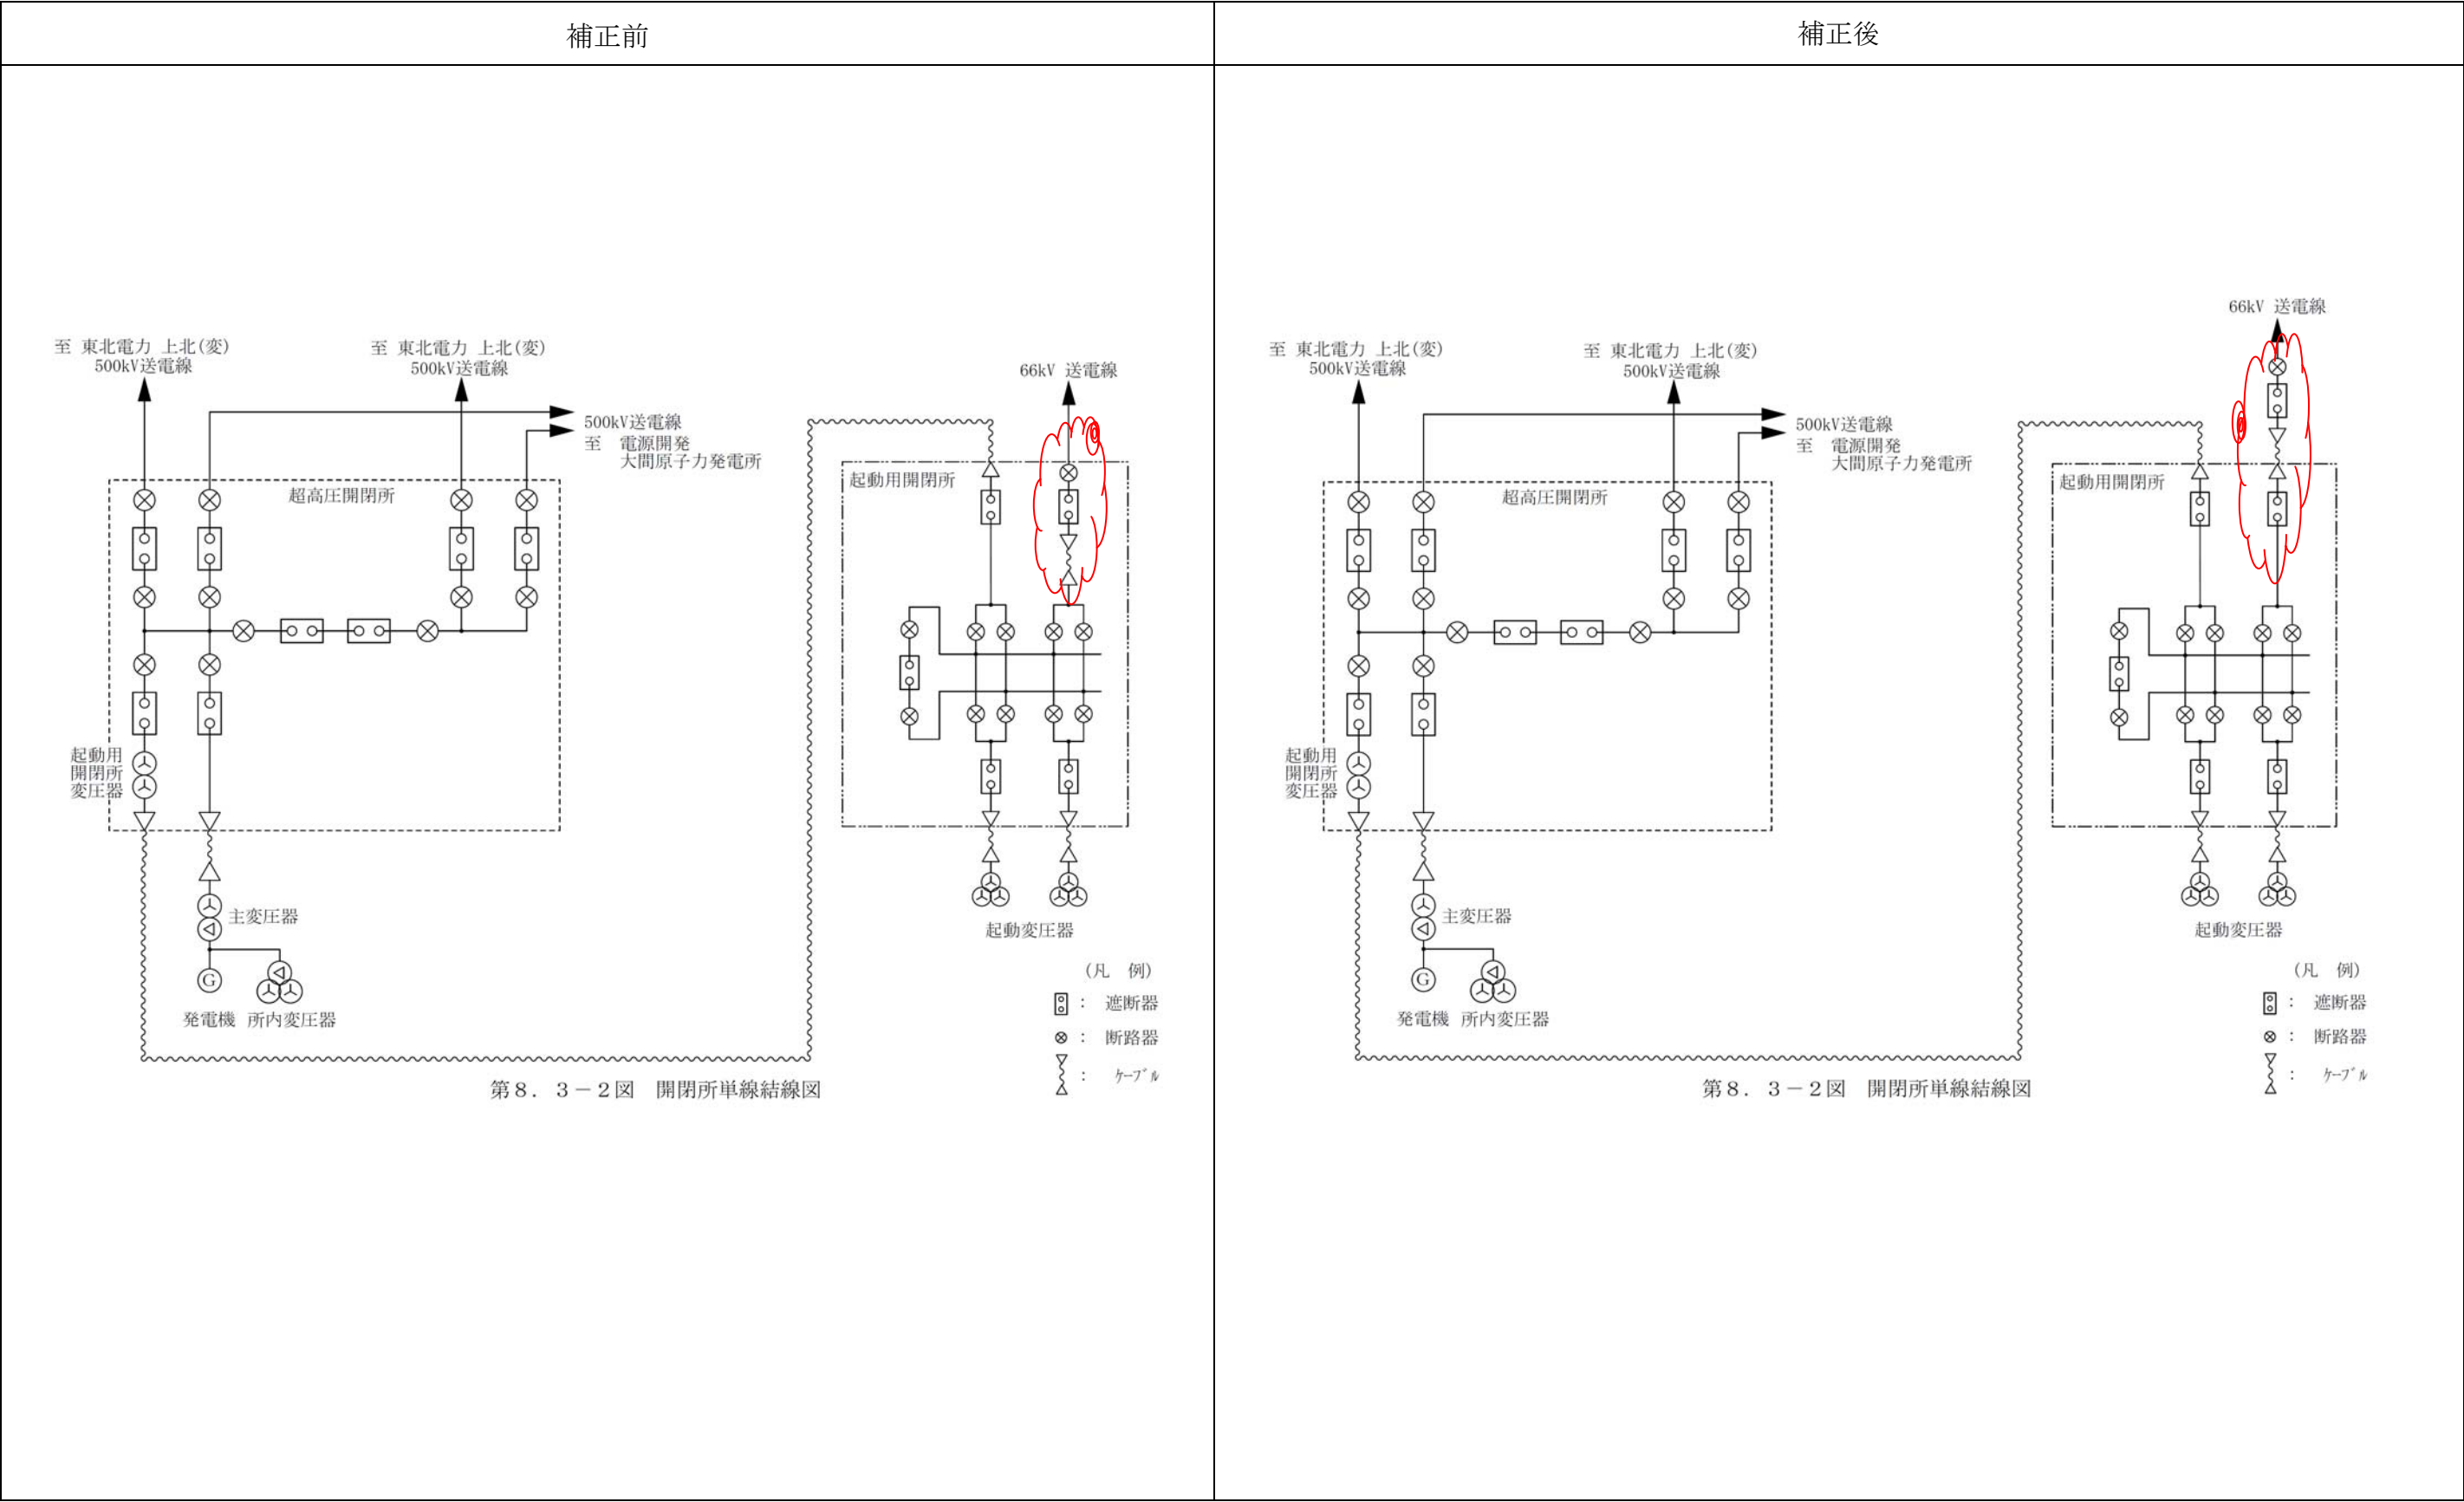 補正前
至 東北電力 上北(変)
500kV送電線
至 東北電力 上北(変)
500kV送電線
66kV 送電線
500kV送電線
至 電源開発
大間原子力発電所
超高圧開閉所
起動用開閉所
起動用
開閉所
変圧器
主変圧器
G
発電機 所内変圧器
起動変圧器
(凡 例)
: 遮断器
: 断路器
: ｹｰﾌﾞﾙ
第8.3-2図 開閉所単線結線図
補正後
66kV 送電線
至 東北電力 上北(変)
500kV送電線
至 東北電力 上北(変)
500kV送電線
500kV送電線
至 電源開発
大間原子力発電所
超高圧開閉所
起動用開閉所
起動用
開閉所
変圧器
主変圧器
G
発電機 所内変圧器
起動変圧器
(凡 例)
: 遮断器
: 断路器
: ｹｰﾌﾞﾙ
第8.3-2図 開閉所単線結線図